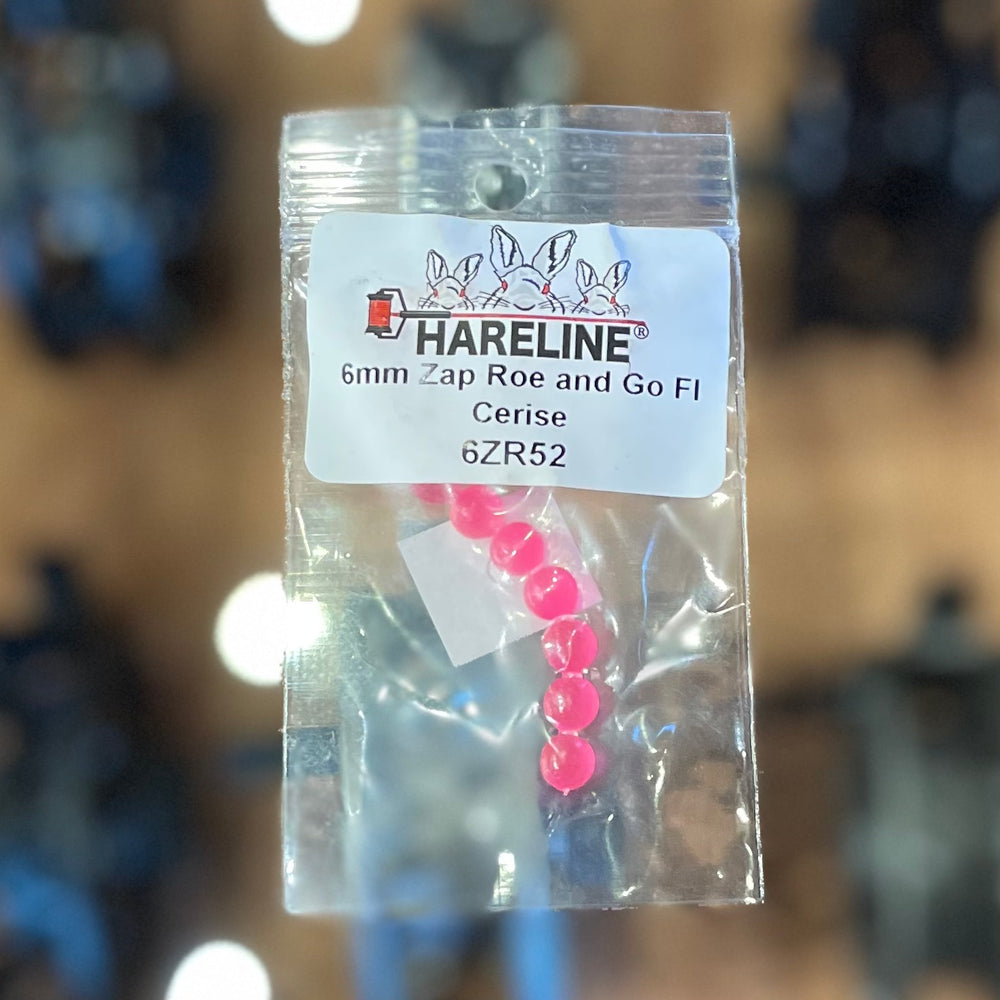 HARELINE®
6mm Zap Roe and Go Fl
Cerise
6ZR52